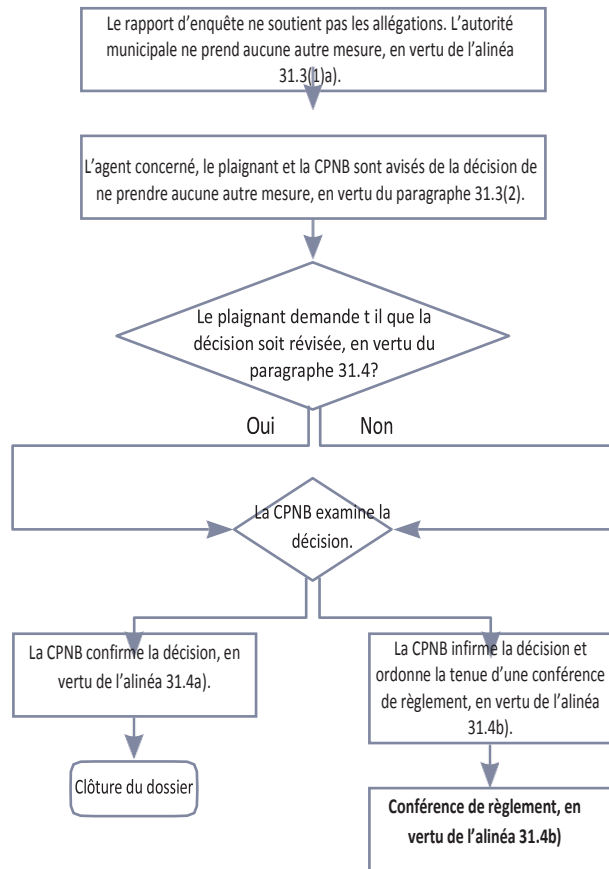 Le rapport d’enquête ne soutient pas les allégations. L’autorité
municipale ne prend aucune autre mesure, en vertu de l’alinéa
31.3(1)a).
L’agent concerné, le plaignant et la CPNB sont avisés de la décision de
ne prendre aucune autre mesure, en vertu du paragraphe 31.3(2).
Le plaignant demande t il que la
décision soit révisée, en vertu du
paragraphe 31.4?
Oui
Non
La CPNB examine la
décision.
La CPNB confirme la décision, en
vertu de l’alinéa 31.4a).
Clôture du dossier
La CPNB infirme la décision et
ordonne la tenue d’une conférence
de règlement, en vertu de l’alinéa
31.4b).
Conférence de règlement, en
vertu de l’alinéa 31.4b)